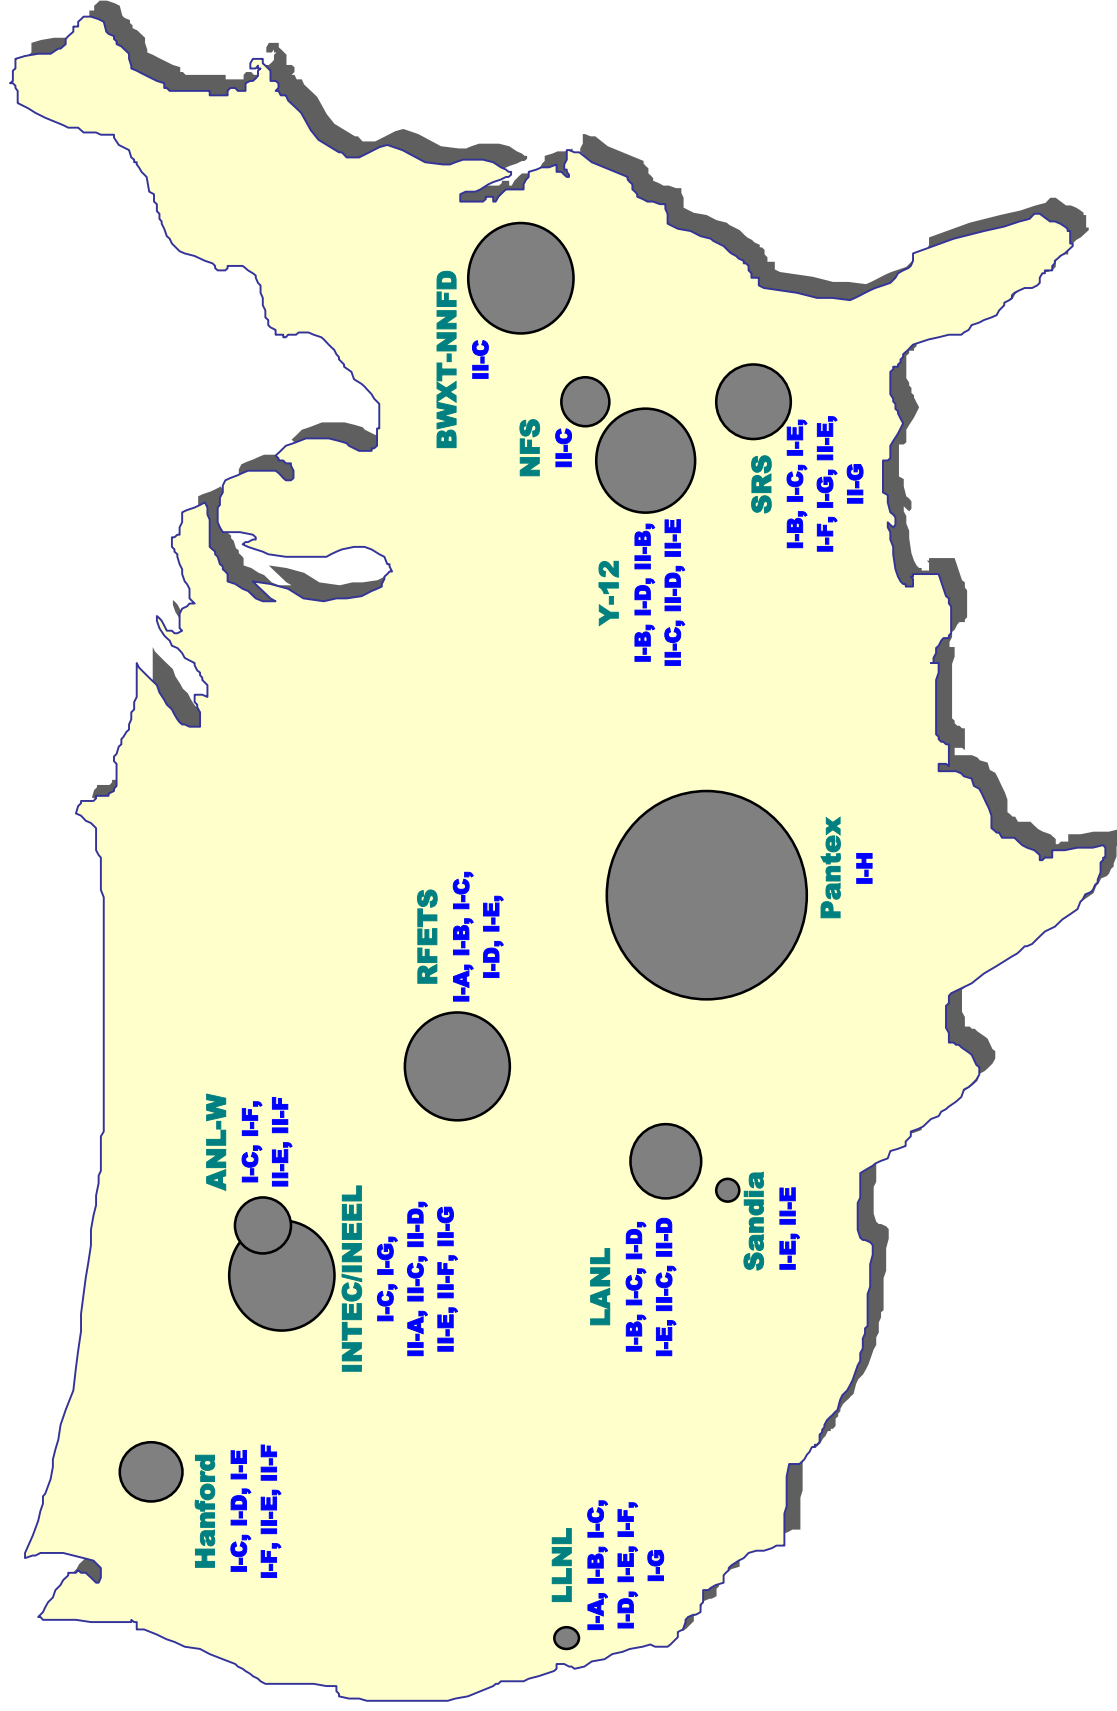 Hanford
I-C, I-D, I-E
I-F, II-E, II-F
ANL-W
I-C, I-F,
II-E, II-F
INTEC/INEEL
I-C, I-G,
II-A, II-C, II-D,
II-E, II-F, II-G
RFETS
I-A, I-B, I-C,
I-D, I-E,
BWXT-NNFD
II-C
NFS
II-C
LLNL
I-A, I-B, I-C,
I-D, I-E, I-F,
I-G
LANL
I-B, I-C, I-D,
I-E, II-C, II-D
Y-12
I-B, I-D, II-B,
II-C, II-D, II-E
Sandia
I-E, II-E
SRS
I-B, I-C, I-E,
I-F, I-G, II-E,
II-G
Pantex
I-H